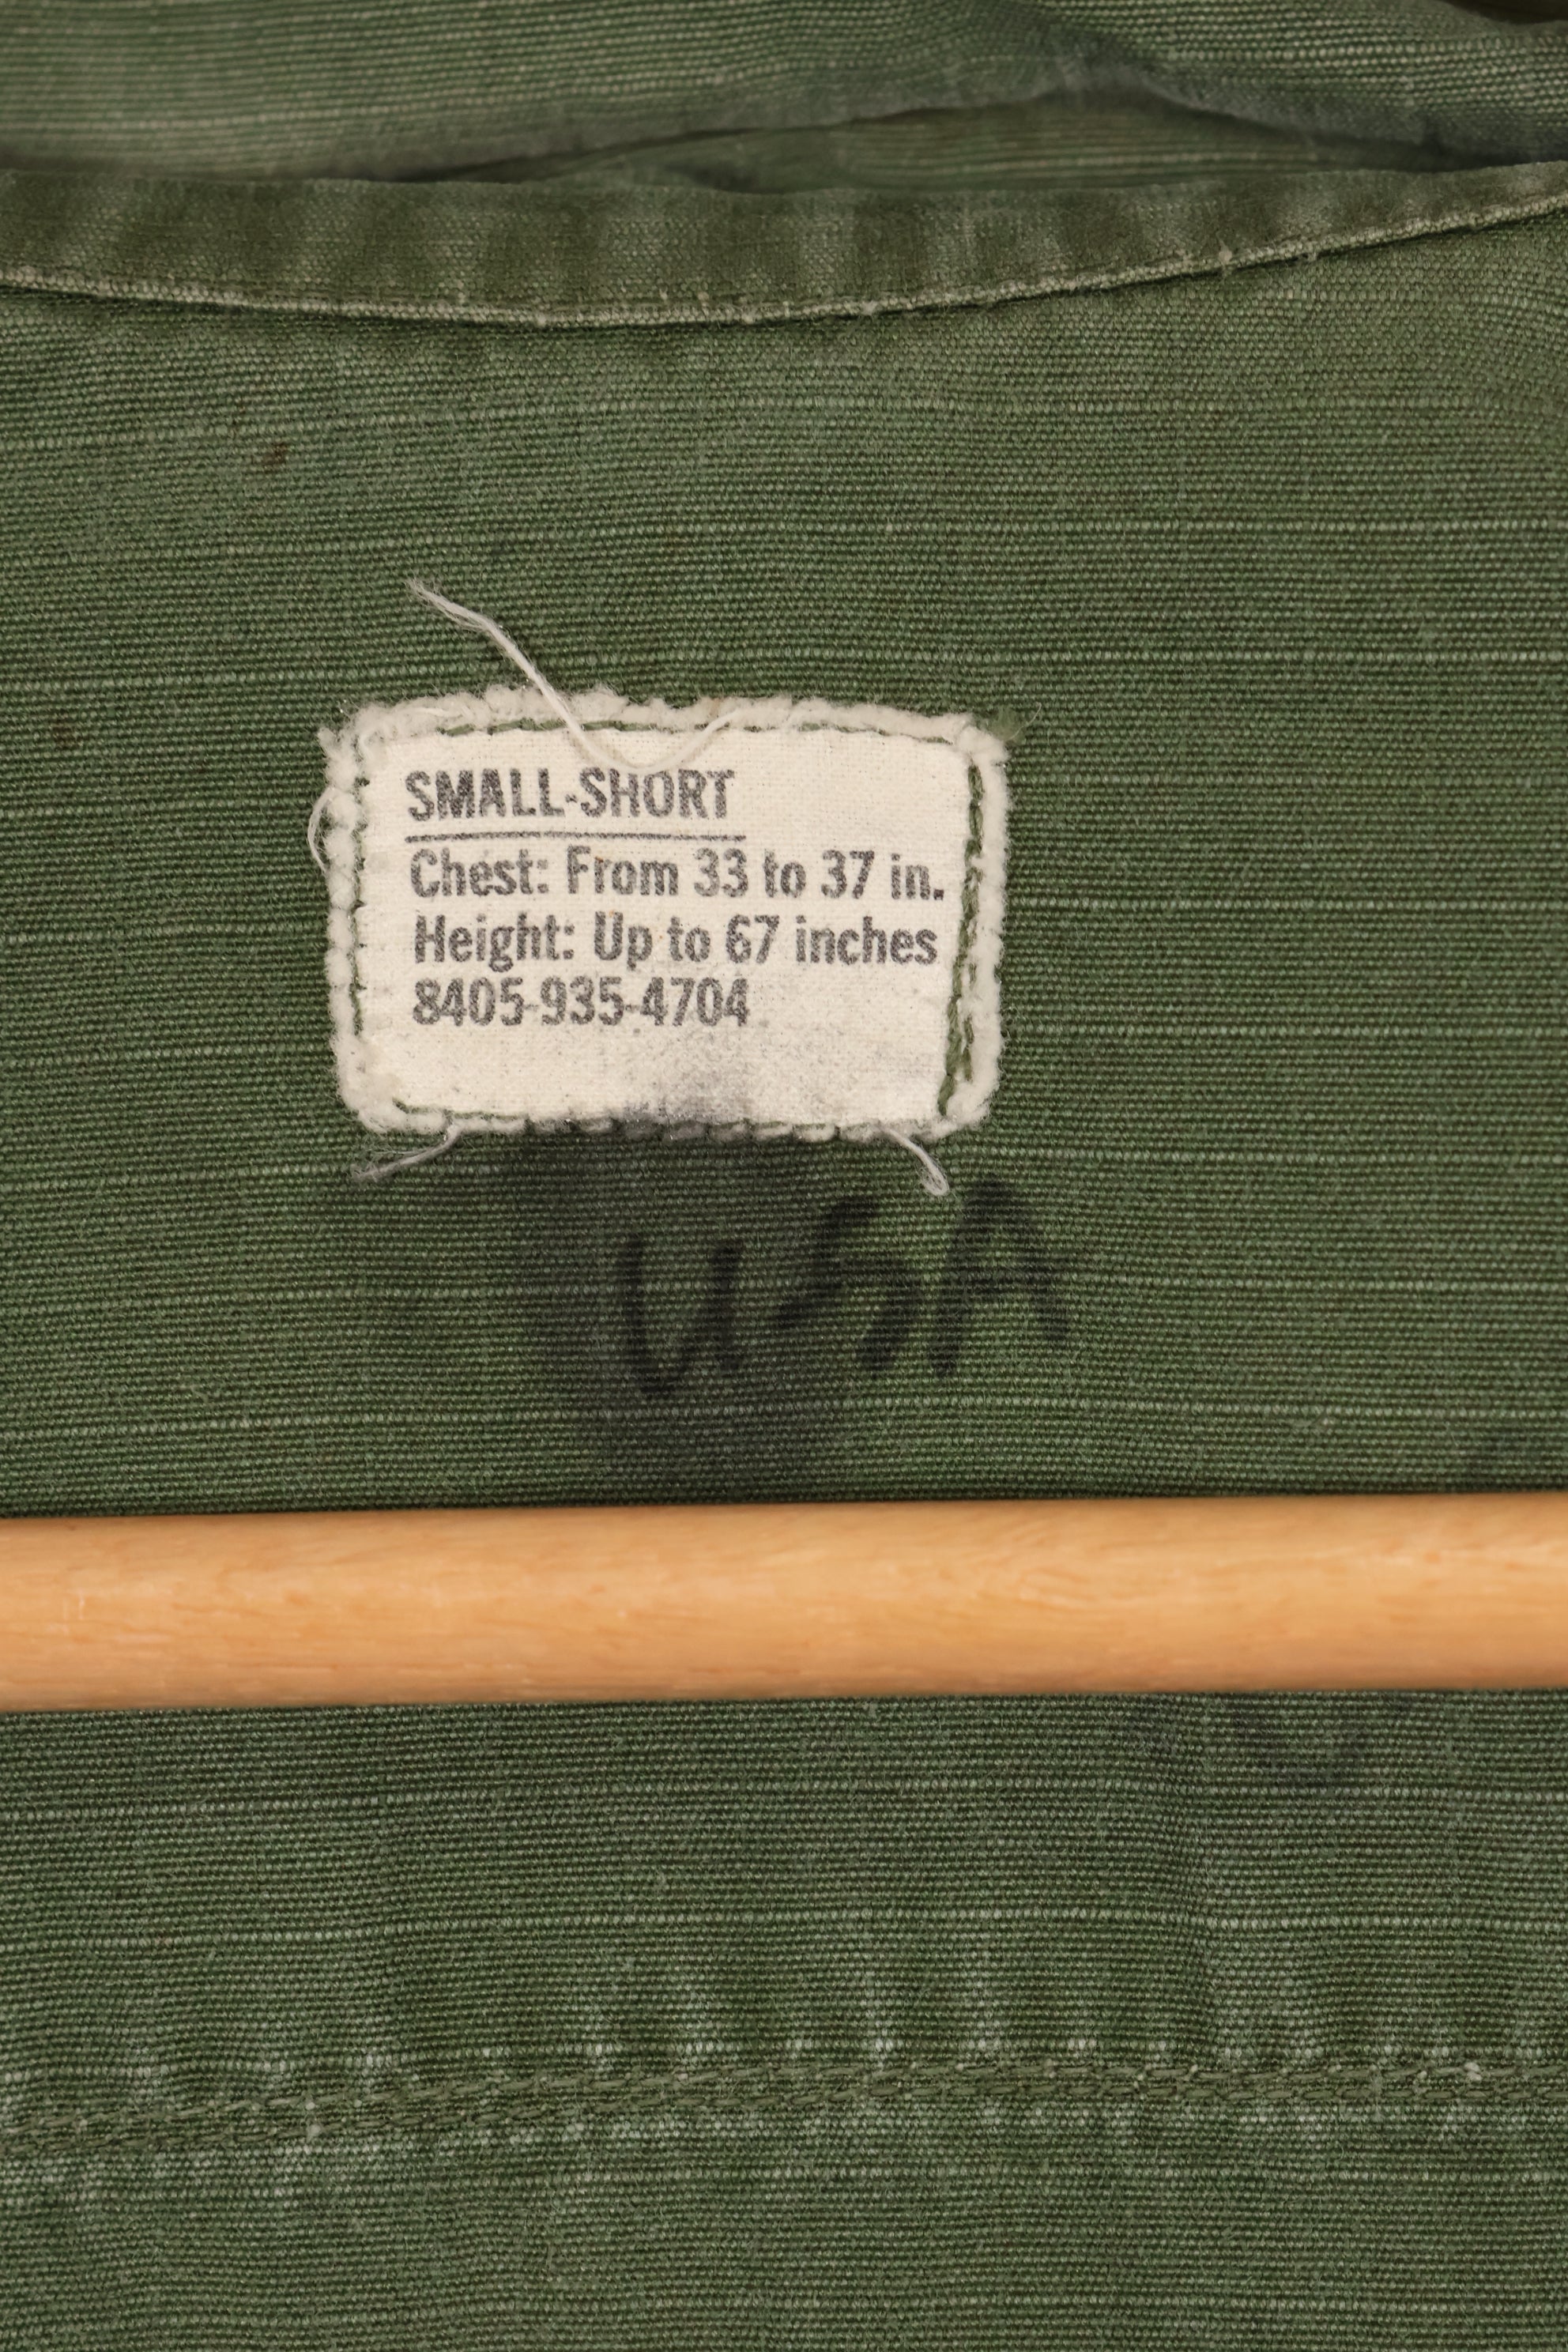 SMALL-SHORT
Chest: From 33 to 37 in.
Height: Up to 67 inches
8405-935-4704
USA